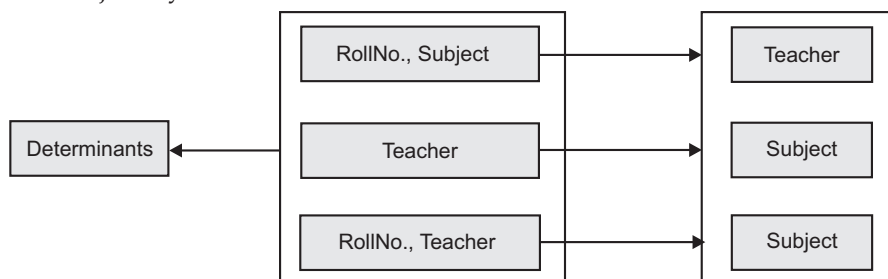 RollNo., Subject
Teacher
Determinants
Teacher
Subject
RollNo., Teacher
Subject